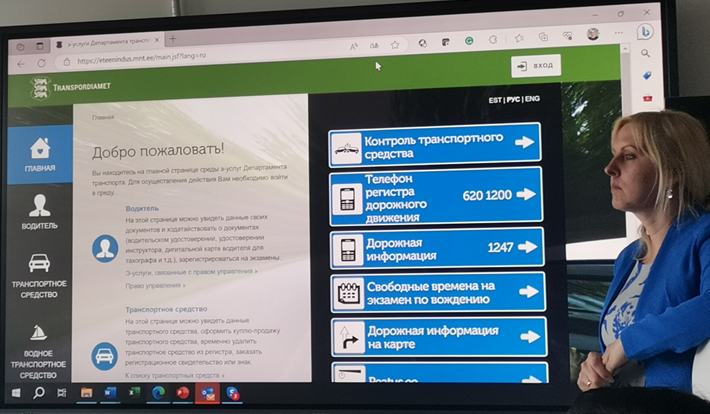 э-услуги Департамента транспо
https://eteenindus.mnt.ee/main.jsf?lang=ru
TRANSPORDIAMET
ВХОД
EST | РУС | ENG
Главная
Добро пожаловать!
Вы находитесь на главной странице среды э-услуг Департамента
транспорта. Для осуществления действия Вам необходимо войти
в среду.
Водитель
На этой странице можно увидеть данные своих
документов и ходатайствовать о документах
(водительском удостоверении, удостоверении
инструктора, дигитальной карте водителя для
тахографа и т.д.), зарегистрироваться на экзамены.
Э-услуги, связанные с правом управления »
Право управления »
Транспортное средство
На этой странице можно увидеть данные
транспортного средства, оформить куплю-продажу
транспортного средства, временно удалить
транспортное средство из регистра, заказать
регистрационное свидетельство или знак.
К списку транспортных средств »
ГЛАВНАЯ
ВОДИТЕЛЬ
ТРАНСПОРТНОЕ
СРЕДСТВО
ВОДНОЕ
ТРАНСПОРТНОЕ
СРЕДСТВО
Контроль транспортного
средства
Телефон
регистра
дорожного
движения
620 1200
Дорожная
информация
1247
Свободные времена на
экзамен по вождению
Дорожная информация
на карте